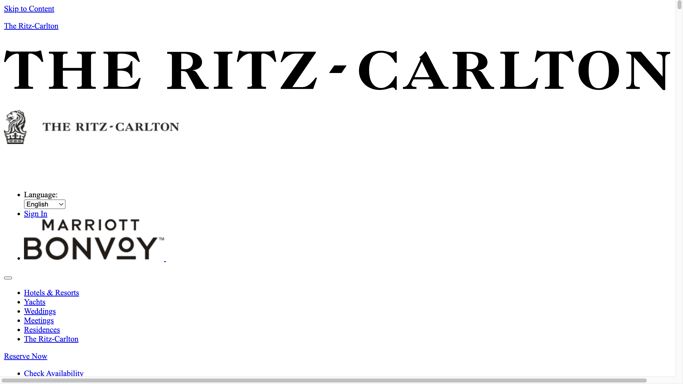 Skip to Content
The Ritz-Carlton
THE RITZ-CARLTON
THE RITZ-CARLTON
Language:
English
Sign In
MARRIOTT
BONVOY™
Hotels & Resorts
Yachts
Weddings
Meetings
Residences
The Ritz-Carlton
Reserve Now
Check Availability